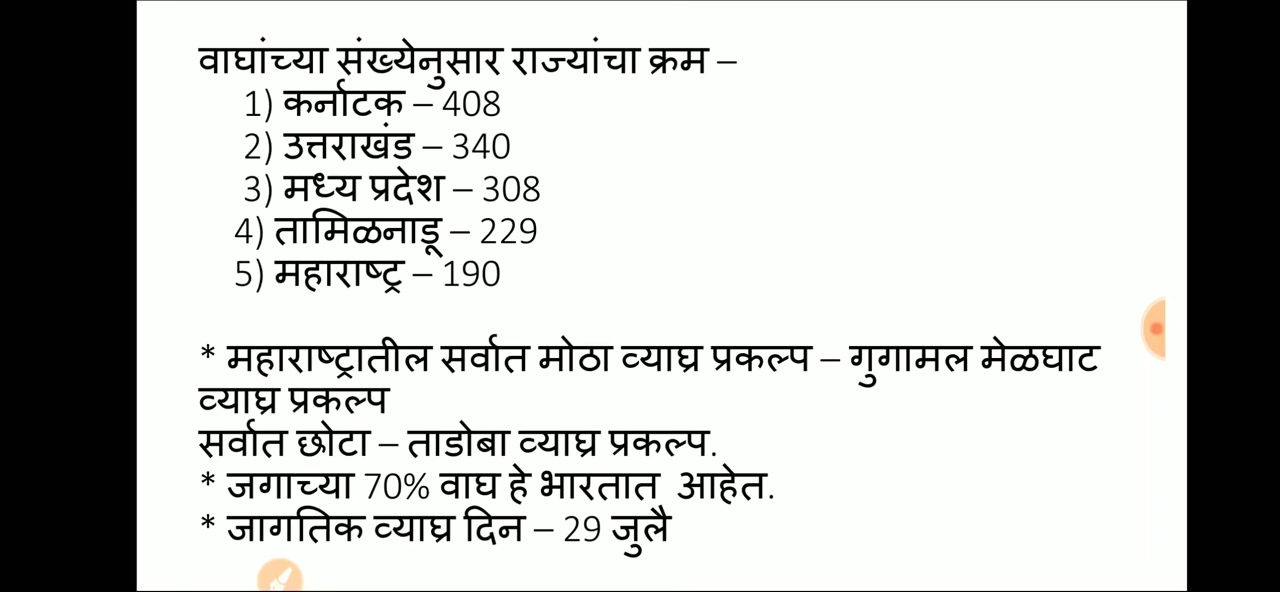 वाघांच्या संख्येनुसार राज्यांचा क्रम –
1) कर्नाटक – 408
2) उत्तराखंड – 340
3) मध्य प्रदेश – 308
4) तामिळनाडू – 229
5) महाराष्ट्र – 190
* महाराष्ट्रातील सर्वात मोठा व्याघ्र प्रकल्प – गुगामल मेळघाट
व्याघ्र प्रकल्प
सर्वात छोटा – ताडोबा व्याघ्र प्रकल्प.
* जगाच्या 70% वाघ हे भारतात आहेत.
* जागतिक व्याघ्र दिन – 29 जुलै